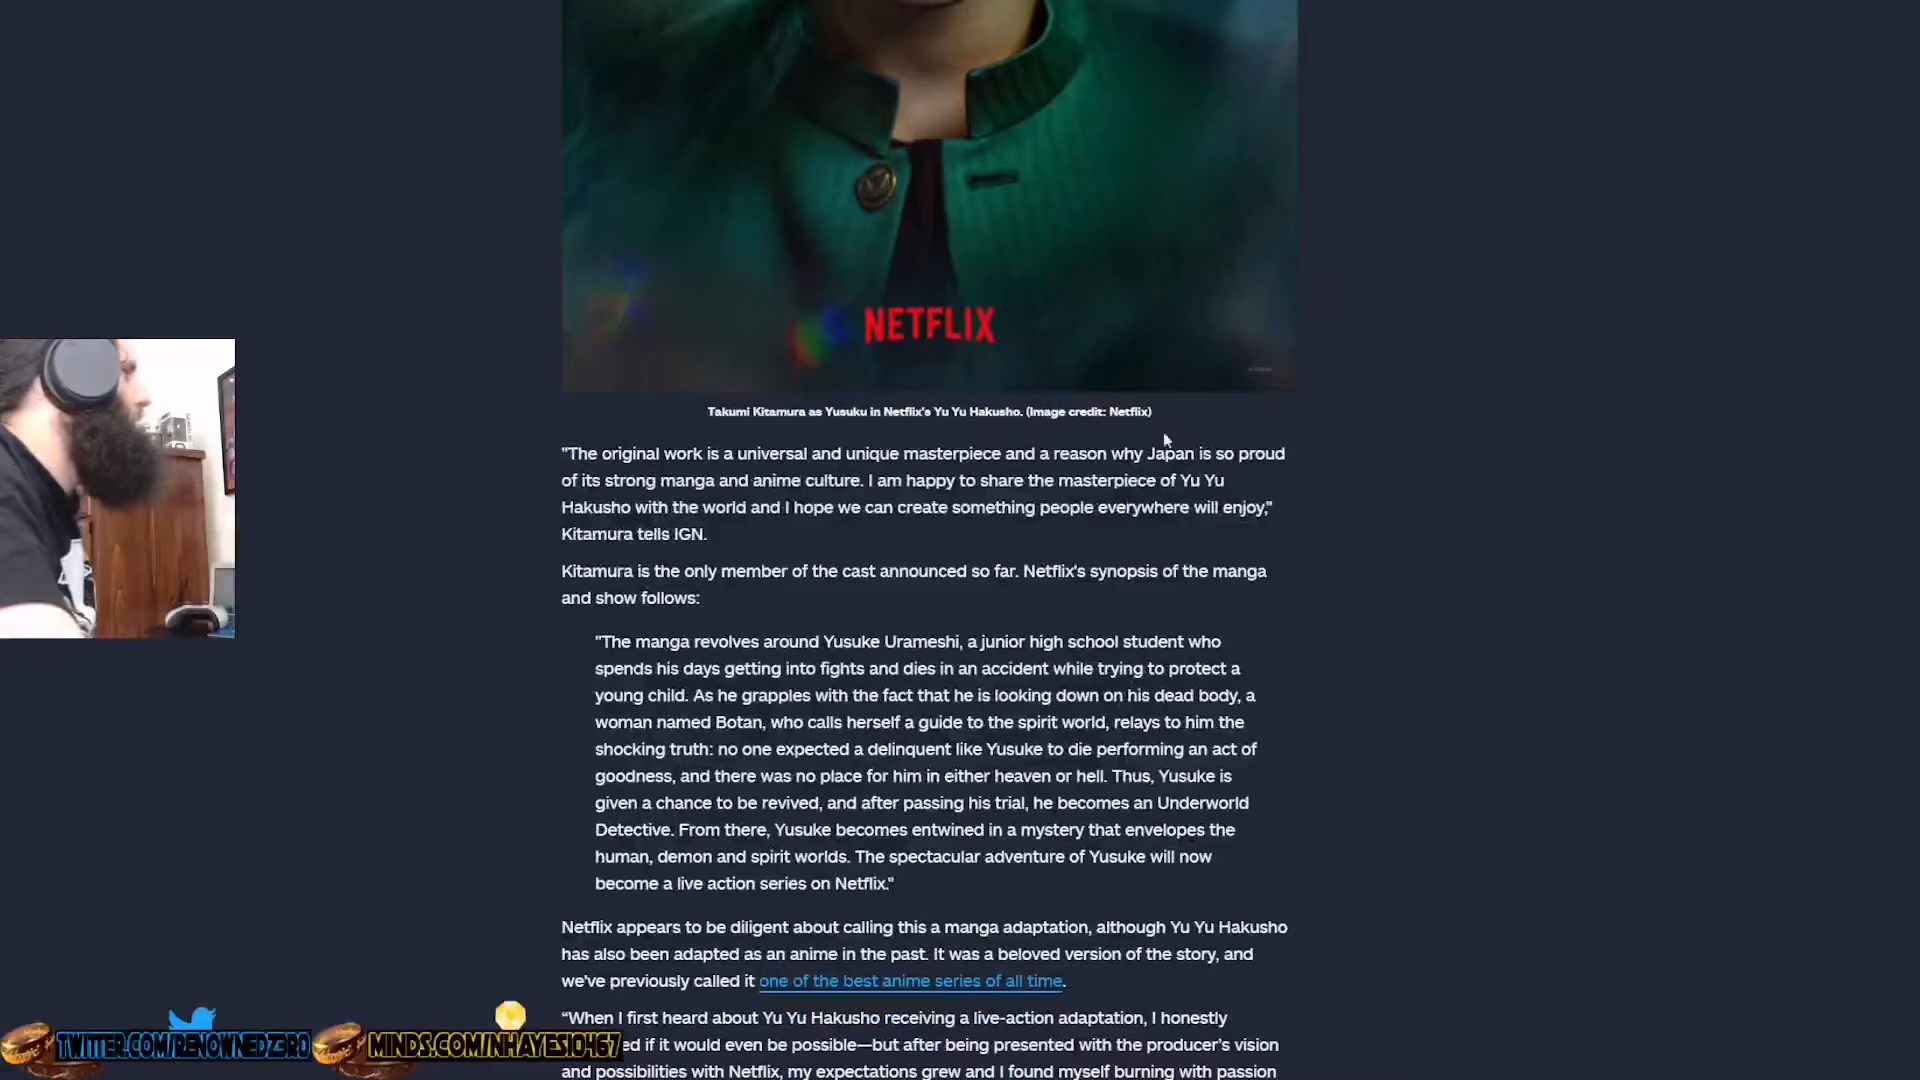 NETFLIX
Takumi Kitamura as Yusuku in Netflix's Yu Yu Hakusho. (Image credit: Netflix)
"The original work is a universal and unique masterpiece and a reason why Japan is so proud
of its strong manga and anime culture. I am happy to share the masterpiece of Yu Yu
Hakusho with the world and I hope we can create something people everywhere will enjoy,"
Kitamura tells IGN.
Kitamura is the only member of the cast announced so far. Netflix's synopsis of the manga
and show follows:
"The manga revolves around Yusuke Urameshi, a junior high school student who
spends his days getting into fights and dies in an accident while trying to protect a
young child. As he grapples with the fact that he is looking down on his dead body, a
woman named Botan, who calls herself a guide to the spirit world, relays to him the
shocking truth: no one expected a delinquent like Yusuke to die performing an act of
goodness, and there was no place for him in either heaven or hell. Thus, Yusuke is
given a chance to be revived, and after passing his trial, he becomes an Underworld
Detective. From there, Yusuke becomes entwined in a mystery that envelopes the
human, demon and spirit worlds. The spectacular adventure of Yusuke will now
become a live action series on Netflix."
Netflix appears to be diligent about calling this a manga adaptation, although Yu Yu Hakusho
has also been adapted as an anime in the past. It was a beloved version of the story, and
we've previously called it one of the best anime series of all time.
“When I first heard about Yu Yu Hakusho receiving a live-action adaptation, I honestly
ed if it would even be possible—but after being presented with the producer's vision
and possibilities with Netflix, my expectations grew and I found myself burning with passion
TWITTER.COM/RENOWNEDZ3R0
MINDS.COM/NHAYES10467